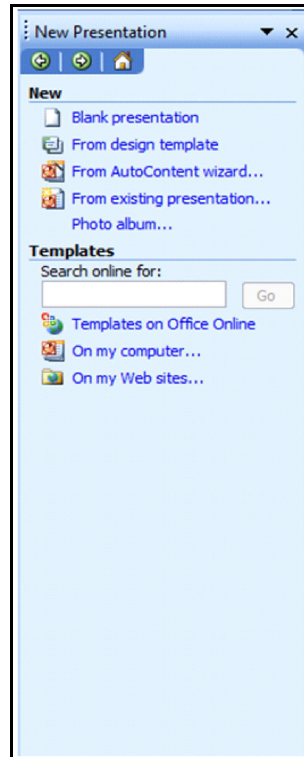 New Presentation
New
Blank presentation
From design template
From AutoContent wizard...
From existing presentation...
Photo album...
Templates
Search online for:
Go
Templates on Office Online
On my computer...
On my Web sites...